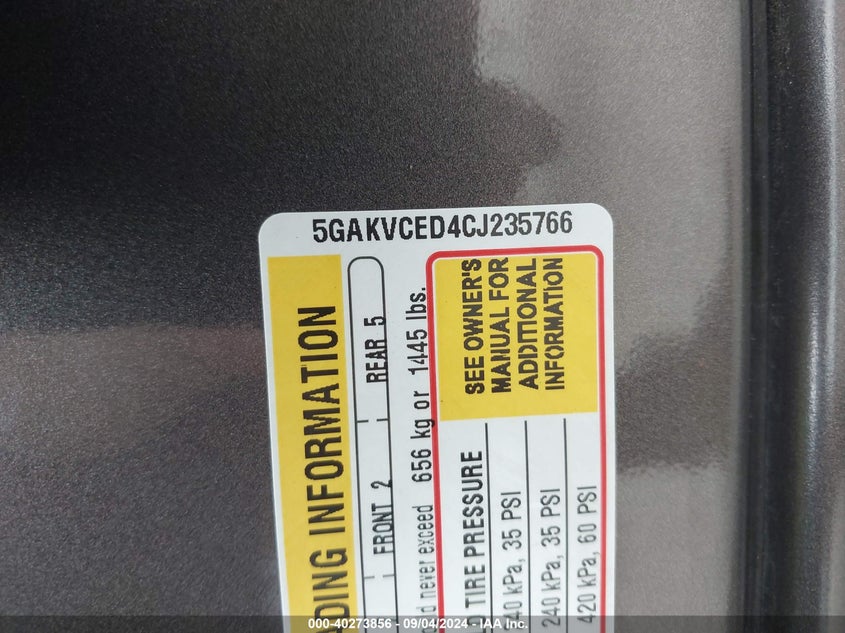 5GAKVCED4CJ235766
ADING INFORMATION
FRONT 2 REAR 5
d never exceed 656 kg or 1445 lbs.
TIRE PRESSURE
40 kPa, 35 PSI
240 kPa, 35 PSI
420 kPa, 60 PSI
SEE OWNER'S
MANUAL FOR
ADDITIONAL
INFORMATION
000-40273856 - 09/04/2024 - IAA Inc.